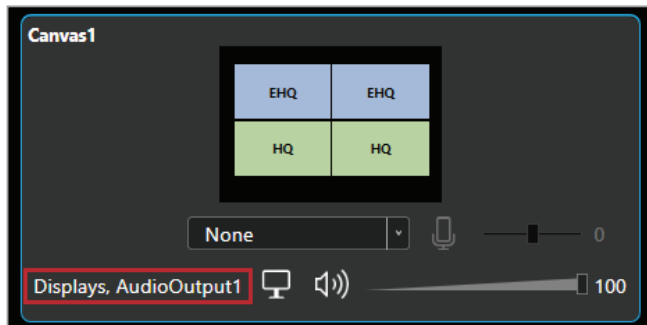 Canvas1
EHQ EHQ
HQ HQ
None
0
Displays, AudioOutput1
100